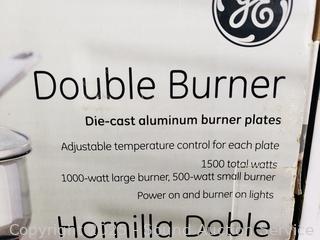 GE
Double Burner
Die-cast aluminum burner plates
Adjustable temperature control for each plate
1500 total watts
1000-watt large burner, 500-watt small burner
Power on and burner on lights
Hornilla Doble